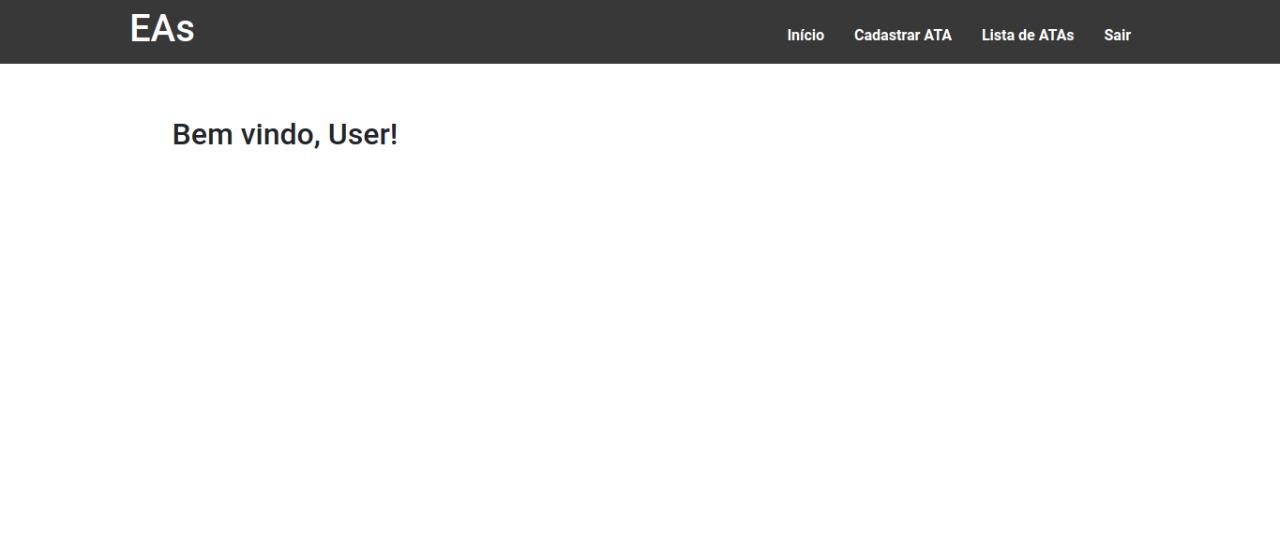 EAs
Início Cadastrar ATA Lista de ATAs Sair
Bem vindo, User!